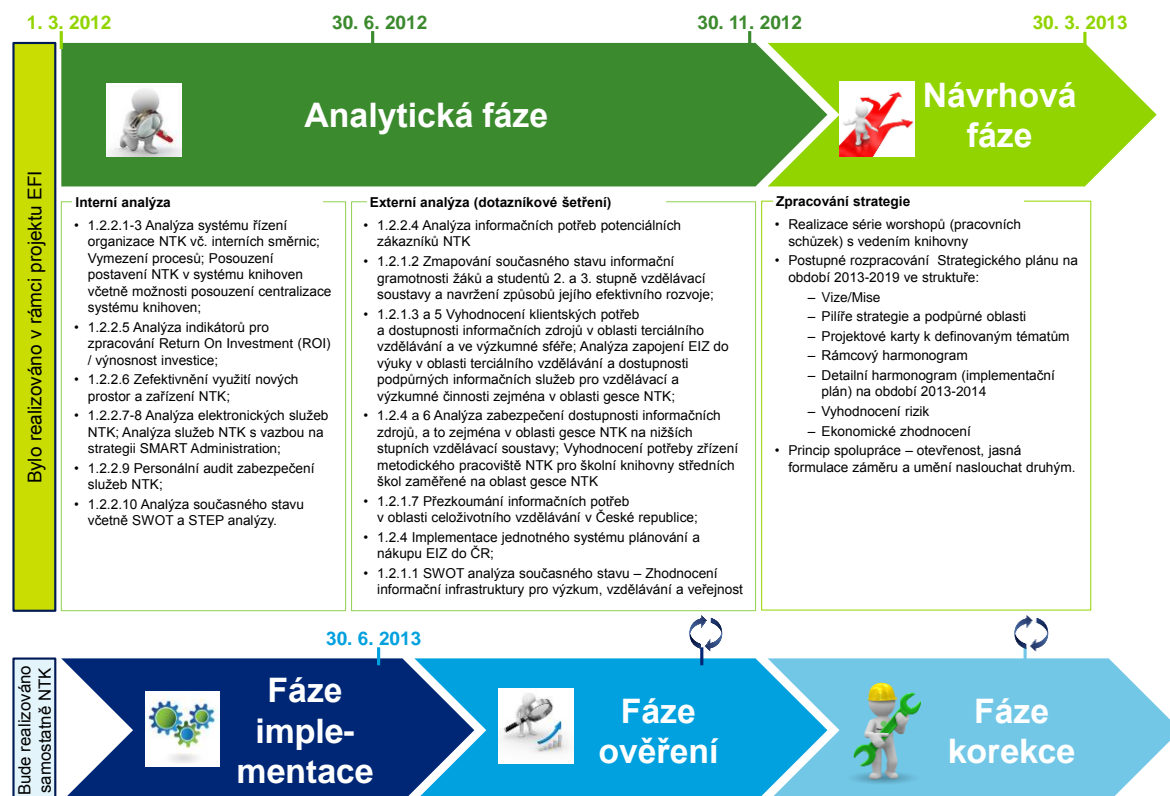 1. 3. 2012
30. 6. 2012
30. 11. 2012
30. 3. 2013
Bylo realizováno v rámci projektu EFI
Analytická fáze
Návrhová
fáze
Interní analýza
• 1.2.2.1-3 Analýza systému řízení
organizace NTK vč. interních směrnic;
Vymezení procesů; Posouzení
postavení NTK v systému knihoven
včetně možnosti posouzení centralizace
systému knihoven;
• 1.2.2.5 Analýza indikátorů pro
zpracování Return On Investment (ROI)
/ výnosnost investice;
• 1.2.2.6 Zefektivnění využití nových
prostor a zařízení NTK;
• 1.2.2.7-8 Analýza elektronických služeb
NTK; Analýza služeb NTK s vazbou na
strategii SMART Administration;
• 1.2.2.9 Personální audit zabezpečení
služeb NTK;
• 1.2.2.10 Analýza současného stavu
včetně SWOT a STEP analýzy.
Externí analýza (dotazníkové šetření)
• 1.2.2.4 Analýza informačních potřeb potenciálních
zákazníků NTK
• 1.2.1.2 Zmapování současného stavu informační
gramotnosti žáků a studentů 2. a 3. stupně vzdělávací
soustavy a navržení způsobů jejího efektivního rozvoje;
• 1.2.1.3 a 5 Vyhodnocení klientských potřeb
a dostupnosti informačních zdrojů v oblasti terciálního
vzdělávání a ve výzkumné sféře; Analýza zapojení EIZ do
výuky v oblasti terciálního vzdělávání a dostupnosti
podpůrných informačních služeb pro vzdělávací a
výzkumné činnosti zejména v oblasti gesce NTK;
• 1.2.4 a 6 Analýza zabezpečení dostupnosti informačních
zdrojů, a to zejména v oblasti gesce NTK na nižších
stupních vzdělávací soustavy; Vyhodnocení potřeby zřízení
metodického pracoviště NTK pro školní knihovny středních
škol zaměřené na oblast gesce NTK
• 1.2.1.7 Přezkoumání informačních potřeb
v oblasti celoživotního vzdělávání v České republice;
• 1.2.4 Implementace jednotného systému plánování a
nákupu EIZ do ČR;
• 1.2.1.1 SWOT analýza současného stavu – Zhodnocení
informační infrastruktury pro výzkum, vzdělávání a veřejnost
Zpracování strategie
• Realizace série worshopů (pracovních
schůzek) s vedením knihovny
• Postupné rozpracování Strategického plánu na
období 2013-2019 ve struktuře:
– Vize/Mise
– Pilíře strategie a podpůrné oblasti
– Projektové karty k definovaným tématům
– Rámcový harmonogram
– Detailní harmonogram (implementační
plán) na období 2013-2014
– Vyhodnocení rizik
– Ekonomické zhodnocení
• Princip spolupráce – otevřenost, jasná
formulace záměru a umění naslouchat druhým.
30. 6. 2013
Bude realizováno
samostatně NTK
Fáze
imple-
mentace
Fáze
ověření
Fáze
korekce